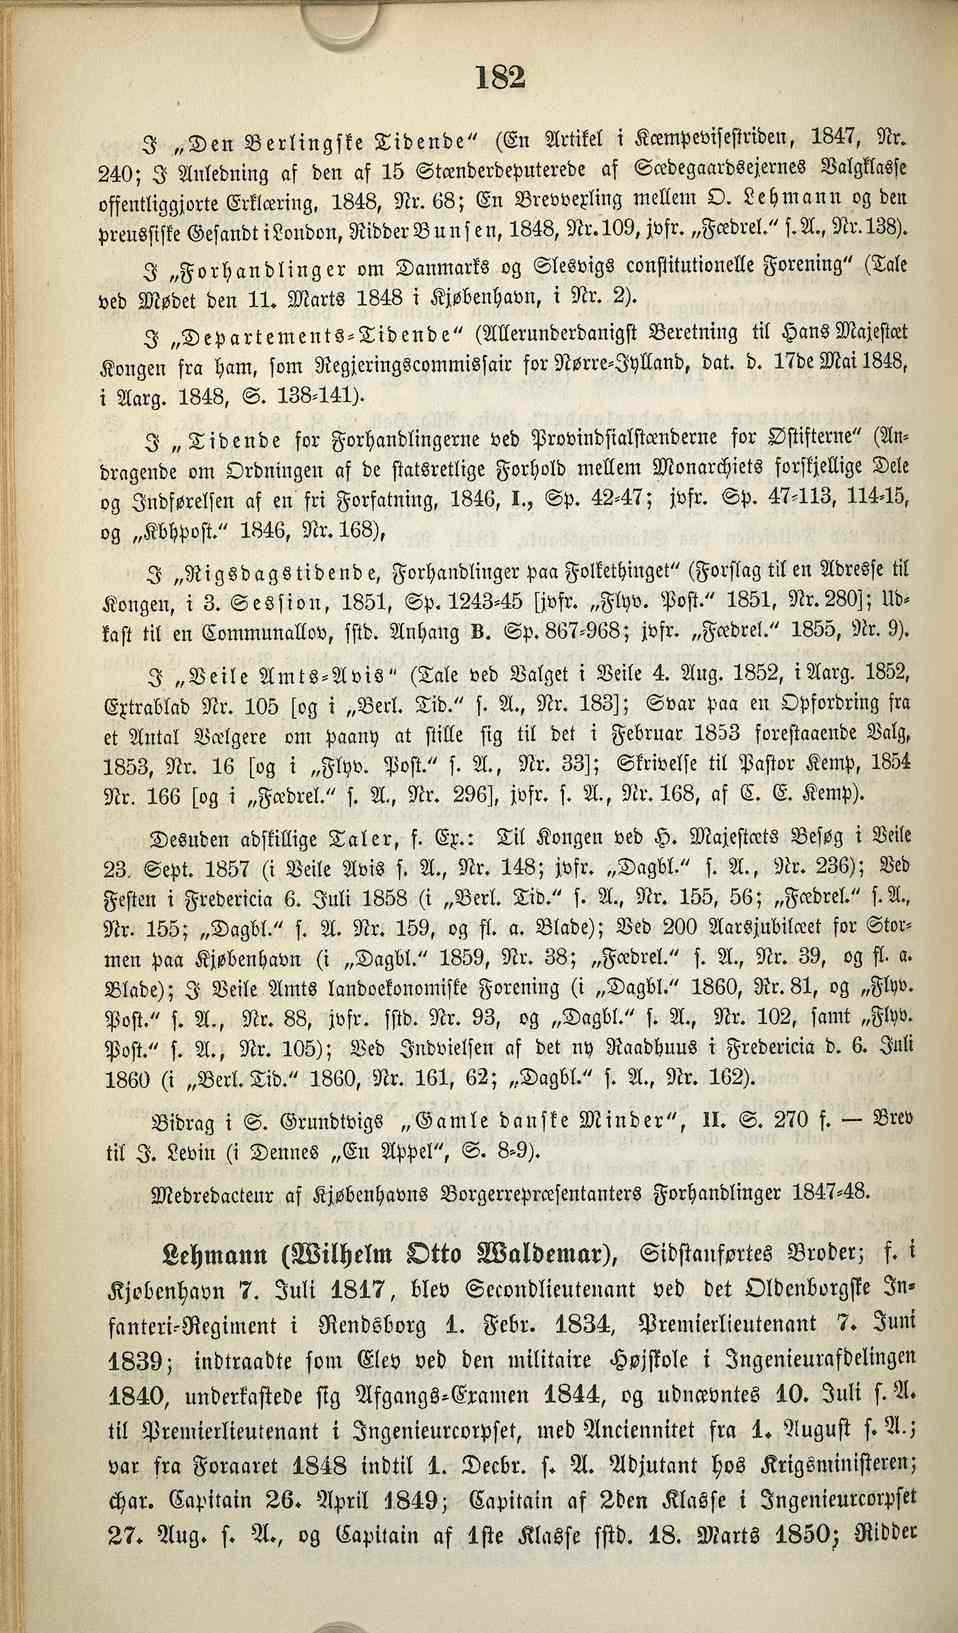 182
I „Den Berlingske Tidende“ (En Artikel i Kæmpevisestriden, 1847, Nr.
240; I Anledning af den af 15 Stænderdeputerede af Sædegaardsejernes Valgklasse
offentliggjorte Erklæring, 1848, Nr. 68; En Brevvexling mellem O. Lehmann og den
preussiske Gesandt i London, Ridder Bunsen, 1848, Nr. 109, jvfr. „Fædrel.“ s. A., Nr. 138).
I „Forhandlinger om Danmarks og Slesvigs constitutionelle Forening“ (Tale
ved Mødet den 11. Marts 1848 i Kjøbenhavn, i Nr. 2).
I „Departements-Tidende“ (Allerunderdanigst Beretning til Hans Majestæt
Kongen fra ham, som Regjeringscommissair for Nørre-Jylland, dat. d. 17de Mai 1848,
i Aarg. 1848, S. 138-141).
I „Tidende for Forhandlingerne ved Provindsialstænderne for Østifterne“ (An-
dragende om Ordningen af de statsretlige Forhold mellem Monarchiets forskjellige Dele
og Indførelsen af en fri Forfatning, 1846, I., Sp. 42-47; jvfr. Sp. 47-113, 114-15,
og „Kbhpost.“ 1846, Nr. 168),
I „Rigsdagstidende, Forhandlinger paa Folkethinget“ (Forslag til en Adresse til
Kongen, i 3. Session, 1851, Sp. 1243-45 [jvfr. „Flyv. Post.“ 1851, Nr. 280]; Ud-
kast til en Communallov, sstd. Anhang B. Sp. 867-968; jvfr. „Fædrel.“ 1855, Nr. 9).
I „Veile Amts-Avis“ (Tale ved Valget i Veile 4. Aug. 1852, i Aarg. 1852,
Extrablad Nr. 105 [og i „Berl. Tid.“ s. A., Nr. 183]; Svar paa en Opfordring fra
et Antal Vælgere om paany at stille sig til det i Februar 1853 forestaaende Valg,
1853, Nr. 16 [og i „Flyv. Post.“ s. A., Nr. 33]; Skrivelse til Pastor Kemp, 1854
Nr. 166 [og i „Fædrel.“ s. A., Nr. 296], jvfr. s. A., Nr. 168, af C. E. Kemp).
Desuden adskillige Taler, f. Ex.: Til Kongen ved H. Majestæts Besøg i Veile
23. Sept. 1857 (i Veile Avis s. A., Nr. 148; jvfr. „Dagbl.“ s. A., Nr. 236); Ved
Festen i Fredericia 6. Juli 1858 (i „Berl. Tid.“ s. A., Nr. 155, 56; „Fædrel.“ s. A.,
Nr. 155; „Dagbl.“ s. A. Nr. 159, og fl. a. Blade); Ved 200 Aarsjubilæet for Stor-
men paa Kjøbenhavn (i „Dagbl.“ 1859, Nr. 38; „Fædrel.“ s. A., Nr. 39, og fl. a.
Blade); I Veile Amts landoekonomiske Forening (i „Dagbl.“ 1860, Nr. 81, og „Flyv.
Post.“ s. A., Nr. 88, jvfr. sstd. Nr. 93, og „Dagbl.“ s. A., Nr. 102, samt „Flyv.
Post.“ s. A., Nr. 105); Ved Indvielsen af det ny Raadhuus i Fredericia d. 6. Juli
1860 (i „Berl. Tid.“ 1860, Nr. 161, 62; „Dagbl.“ s. A., Nr. 162).
Bidrag i S. Grundtvigs „Gamle danske Minder“, II. S. 270 f. — Brev
til J. Levin (i Dennes „En Appel“, S. 8-9).
Medredacteur af Kjøbenhavns Borgerrepræsentanters Forhandlinger 1847-48.
Lehmann (Wilhelm Otto Waldemar), Sidstanførtes Broder; f. i
Kjøbenhavn 7. Juli 1817, blev Secondlieutenant ved det Oldenborgske In-
fanteri-Regiment i Rendsborg 1. Febr. 1834, Premierlieutenant 7. Juni
1839; indtraadte som Elev ved den militaire Højskole i Ingenieurafdelingen
1840, underkastede sig Afgangs-Examen 1844, og udnævntes 10. Juli s. A.
til Premierlieutenant i Ingenieurcorpset, med Anciennitet fra 1. August s. A.;
var fra Foraaret 1848 indtil 1. Decbr. s. A. Adjutant hos Krigsministeren;
char. Capitain 26. April 1849; Capitain af 2den Klasse i Ingenieurcorpset
27. Aug. s. A., og Capitain af 1ste Klasse sstd. 18. Marts 1850; Ridder